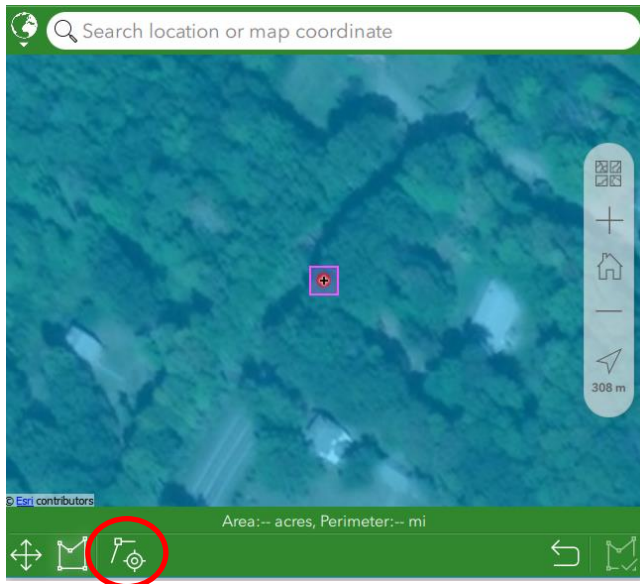 Search location or map coordinate
308 m
© Esri contributors
Area:-- acres, Perimeter:-- mi